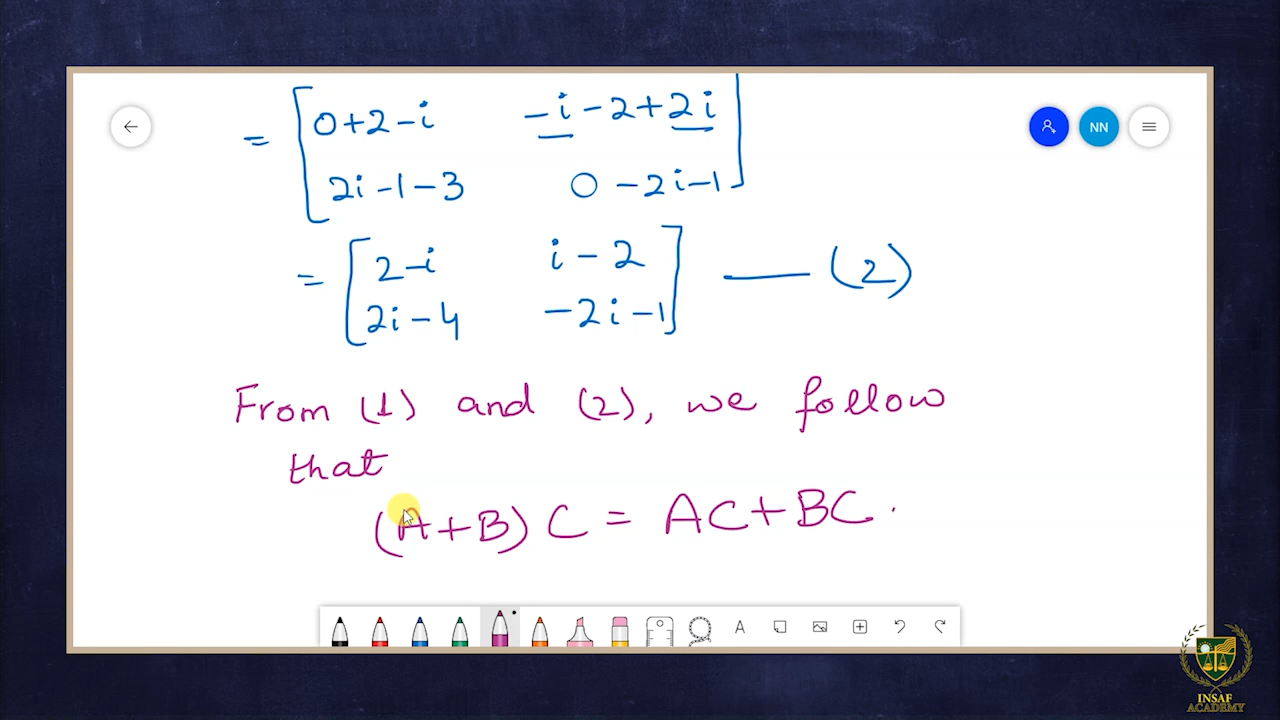 = [0+2-i -i-2+2i
2i-1-3 0-2i-1]
= [2-i i-2
2i-4 -2i-1] —— (2)
From (1) and (2), we follow
that
(A+B) C = AC+BC.
NN
A
INSAF
ACADEMY